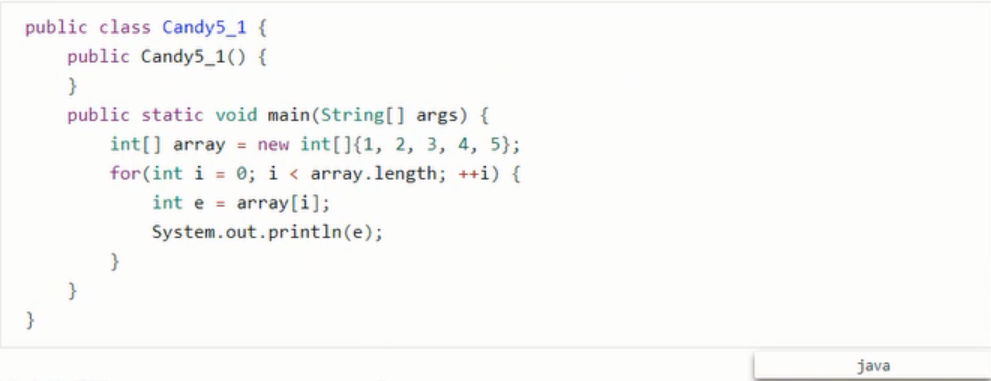 public class Candy5_1 {
    public Candy5_1() {
    }
    public static void main(String[] args) {
        int[] array = new int[]{1, 2, 3, 4, 5};
        for(int i = 0; i < array.length; ++i) {
            int e = array[i];
            System.out.println(e);
        }
    }
}
java